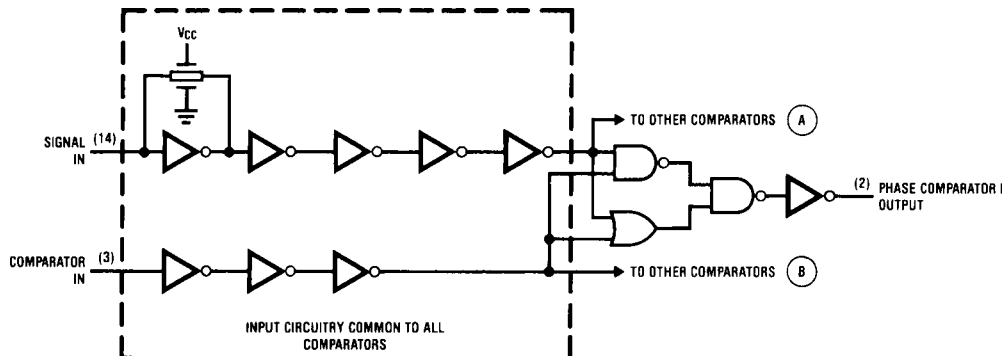 VCC
SIGNAL (14)
IN
TO OTHER COMPARATORS A
(2) PHASE COMPARATOR I
OUTPUT
COMPARATOR (3)
IN
TO OTHER COMPARATORS B
INPUT CIRCUITRY COMMON TO ALL
COMPARATORS